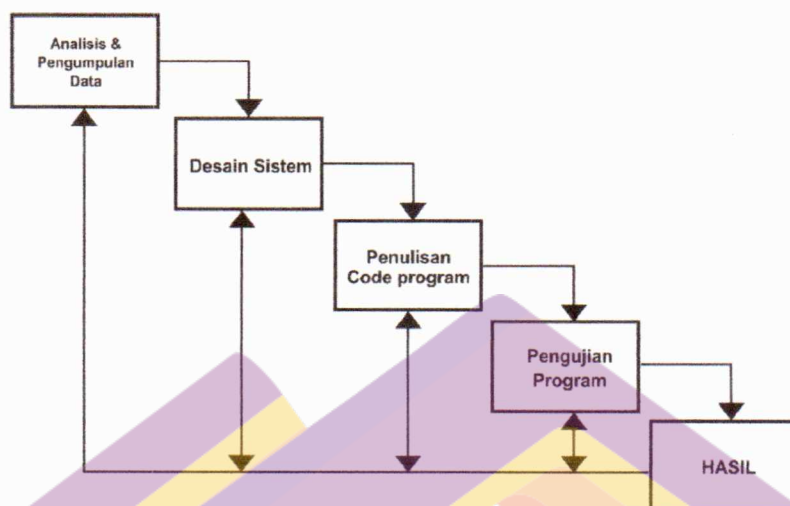 Analisis &
Pengumpulan
Data
Desain Sistem
Penulisan
Code program
Pengujian
Program
HASIL